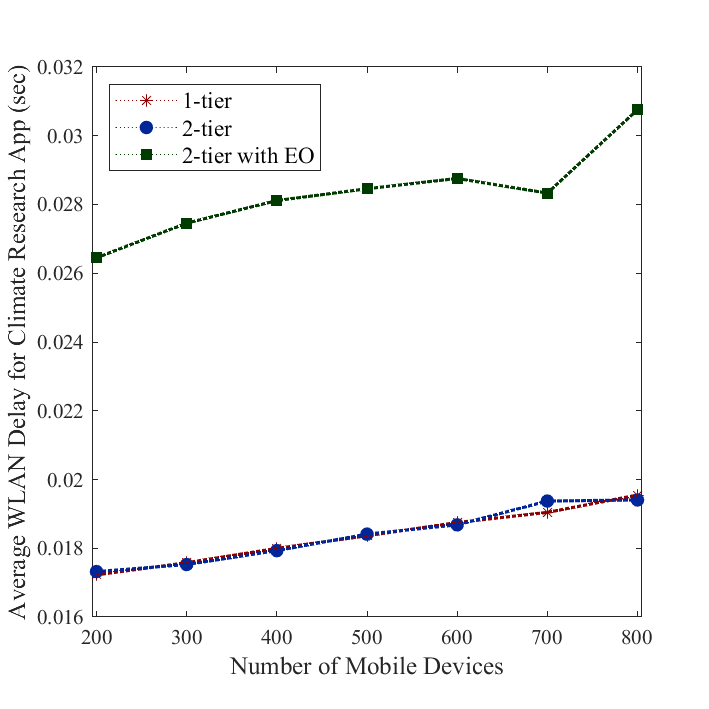 Average WLAN Delay for Climate Research App (sec)
0.032
0.03
0.028
0.026
0.024
0.022
0.02
0.018
0.016
1-tier
2-tier
2-tier with EO
200 300 400 500 600 700 800
Number of Mobile Devices